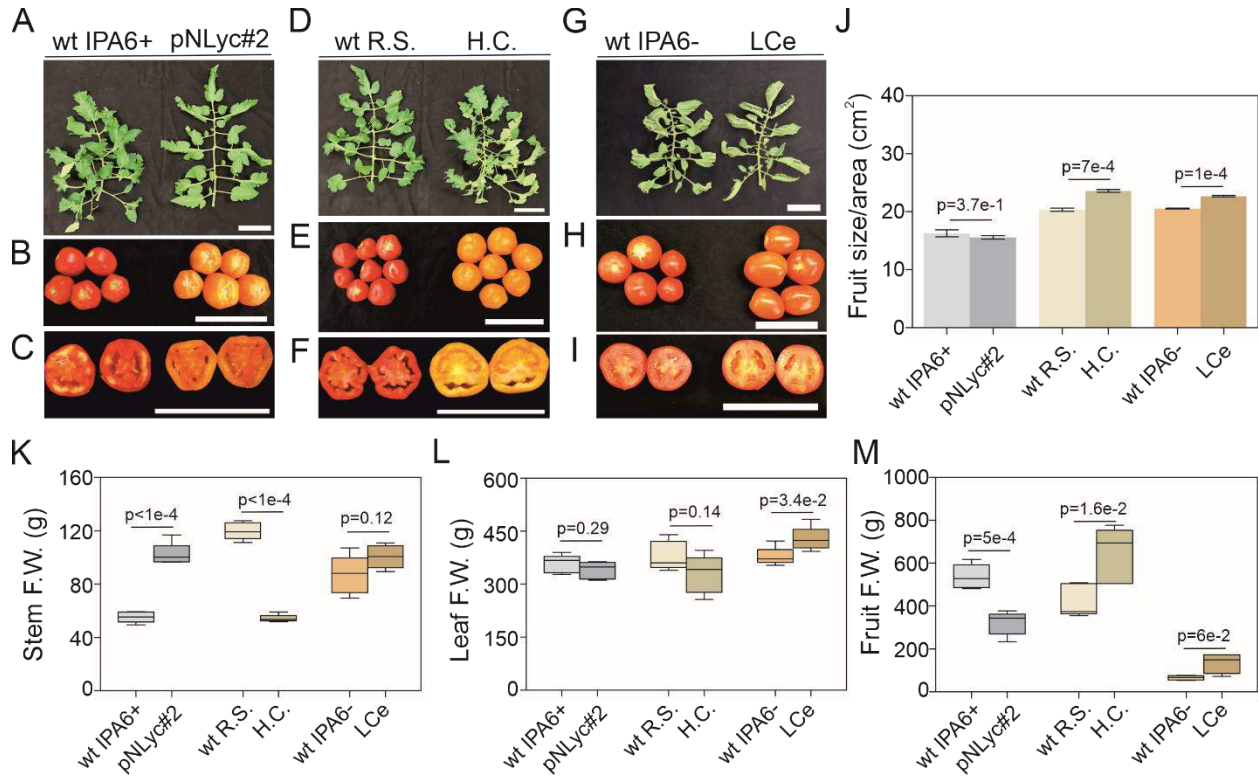 A
wt IPA6+ pNLyc#2
B
C
D
wt R.S. H.C.
E
F
G
wt IPA6- LCe
H
I
J
Fruit size/area (cm²)
40
30
20
10
0
p=3.7e-1
p=7e-4
p=1e-4
wt IPA6+
pNLyc#2
wt R.S.
H.C.
wt IPA6-
LCe
K
Stem F.W. (g)
160
120
80
40
0
p<1e-4
p<1e-4
p=0.12
wt IPA6+
pNLyc#2
wt R.S.
H.C.
wt IPA6-
LCe
L
Leaf F.W. (g)
600
450
300
150
0
p=0.29
p=0.14
p=3.4e-2
wt IPA6+
pNLyc#2
wt R.S.
H.C.
wt IPA6-
LCe
M
Fruit F.W. (g)
1000
800
600
400
200
0
p=5e-4
p=1.6e-2
p=6e-2
wt IPA6+
pNLyc#2
wt R.S.
H.C.
wt IPA6-
LCe